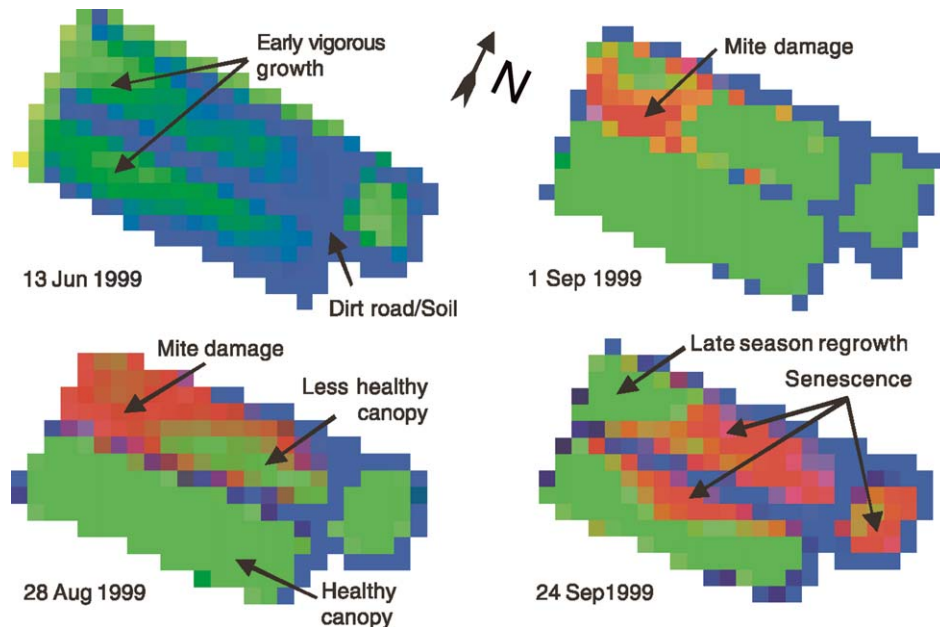 Early vigorous
growth
N
Mite damage
13 Jun 1999
Dirt road/Soil
1 Sep 1999
Mite damage
Less healthy
canopy
28 Aug 1999
Healthy
canopy
Late season regrowth
Senescence
24 Sep1999